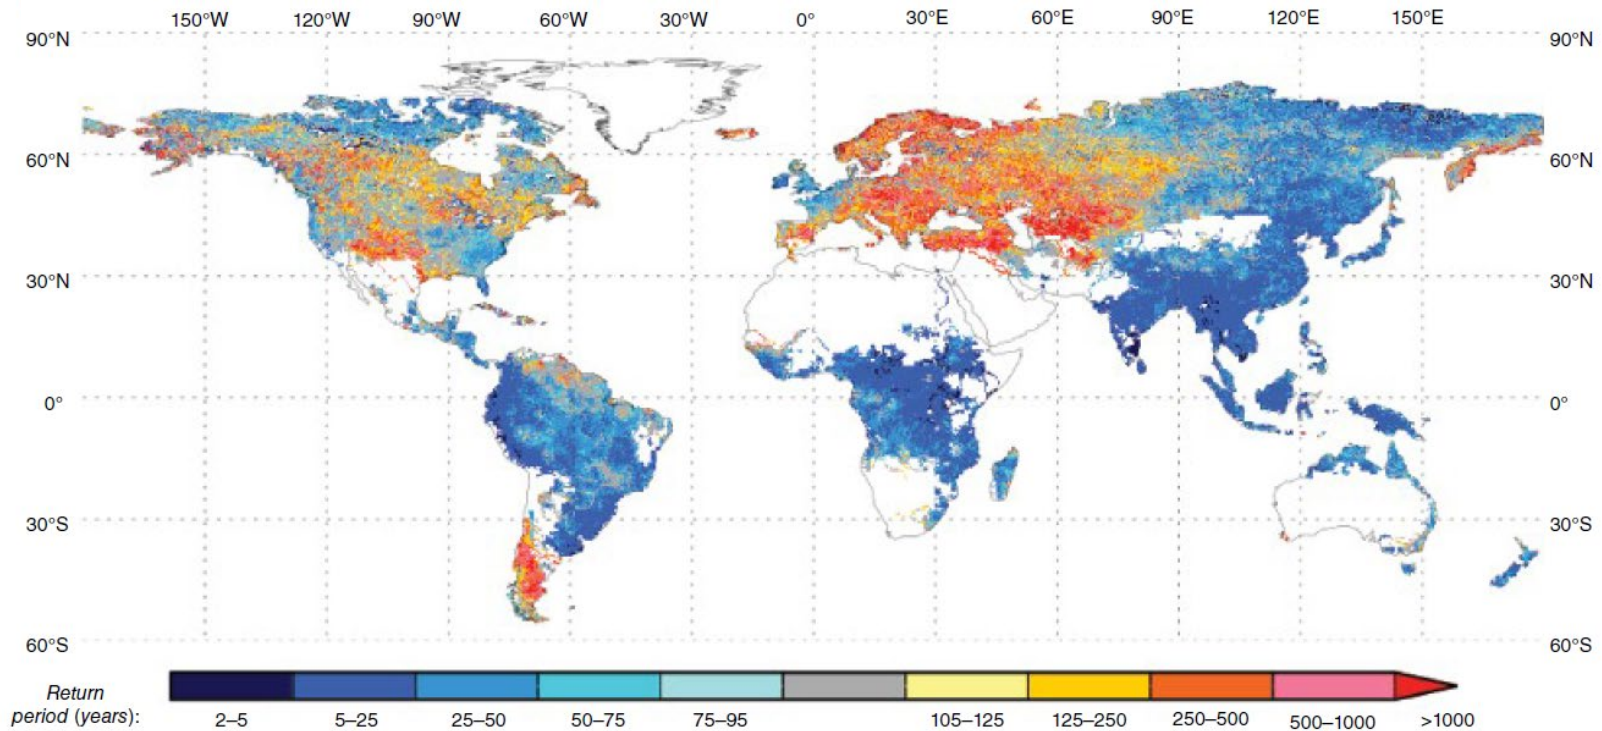 150°W 120°W 90°W 60°W 30°W 0° 30°E 60°E 90°E 120°E 150°E
90°N 90°N
60°N 60°N
30°N 30°N
0° 0°
30°S 30°S
60°S 60°S
Return
period (years):
2–5 5–25 25–50 50–75 75–95 105–125 125–250 250–500 500–1000 >1000